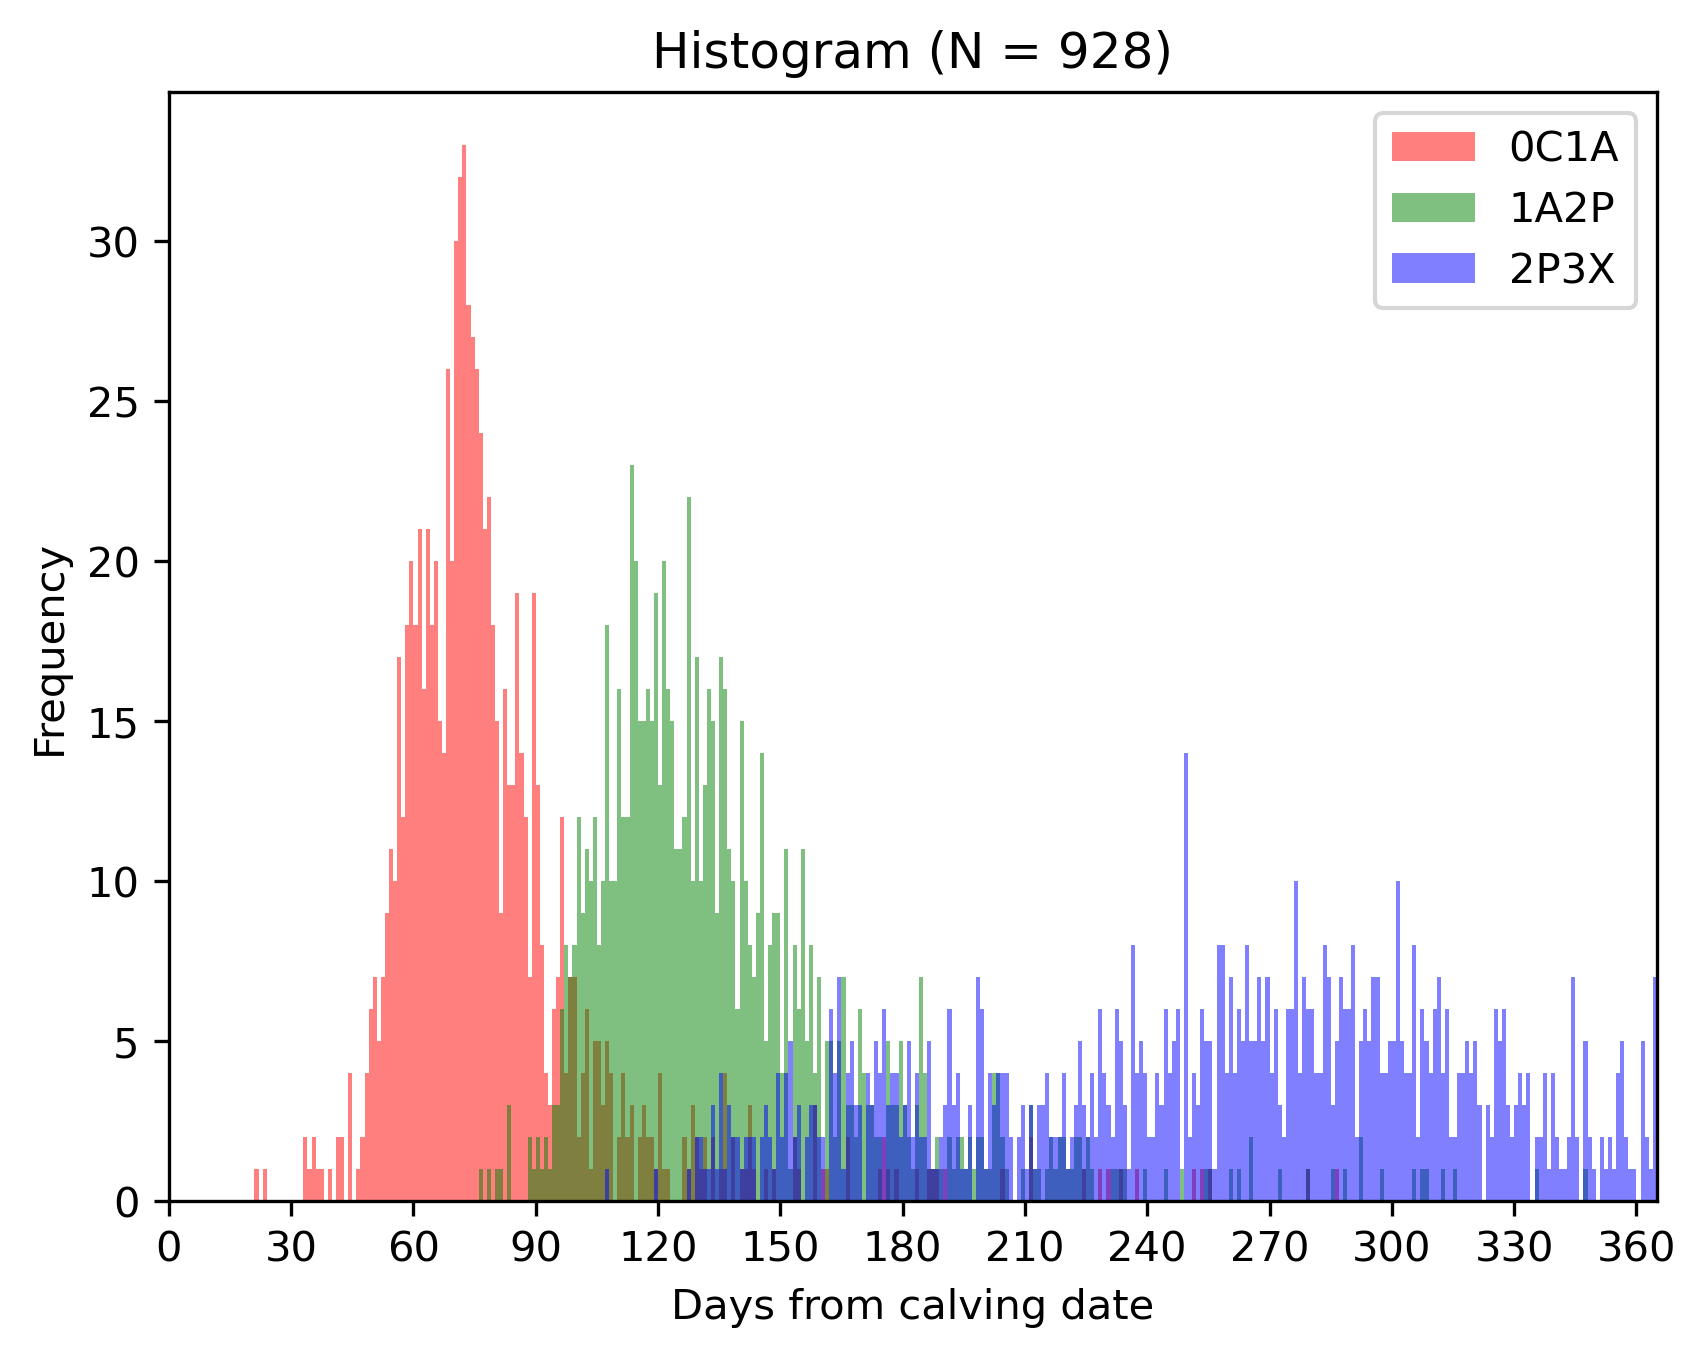 Histogram (N = 928)
0C1A
1A2P
2P3X
Frequency
30
25
20
15
10
5
0
0 30 60 90 120 150 180 210 240 270 300 330 360
Days from calving date